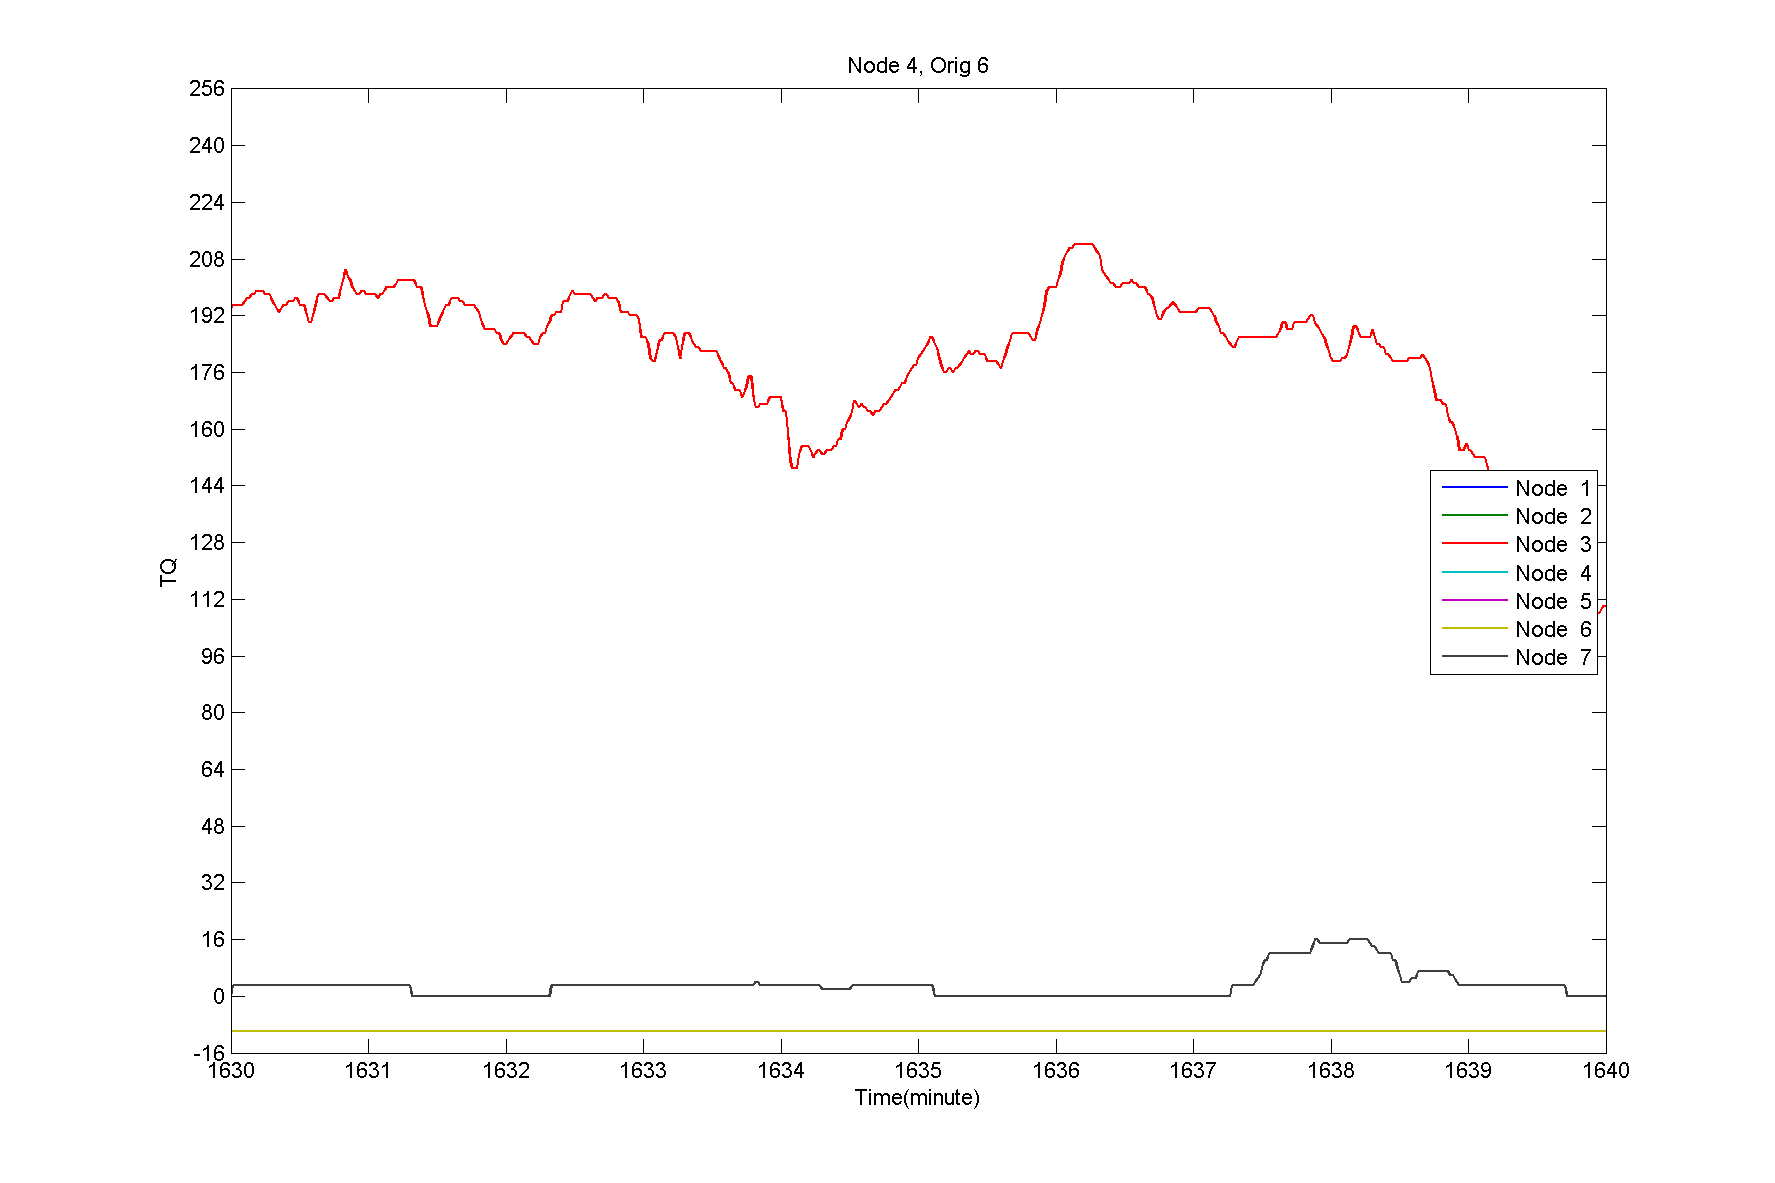 Node 4, Orig 6
256
240
224
208
192
176
160
144
128
112
96
80
64
48
32
16
0
-16
TQ
Node 1
Node 2
Node 3
Node 4
Node 5
Node 6
Node 7
1630 1631 1632 1633 1634 1635 1636 1637 1638 1639 1640
Time(minute)